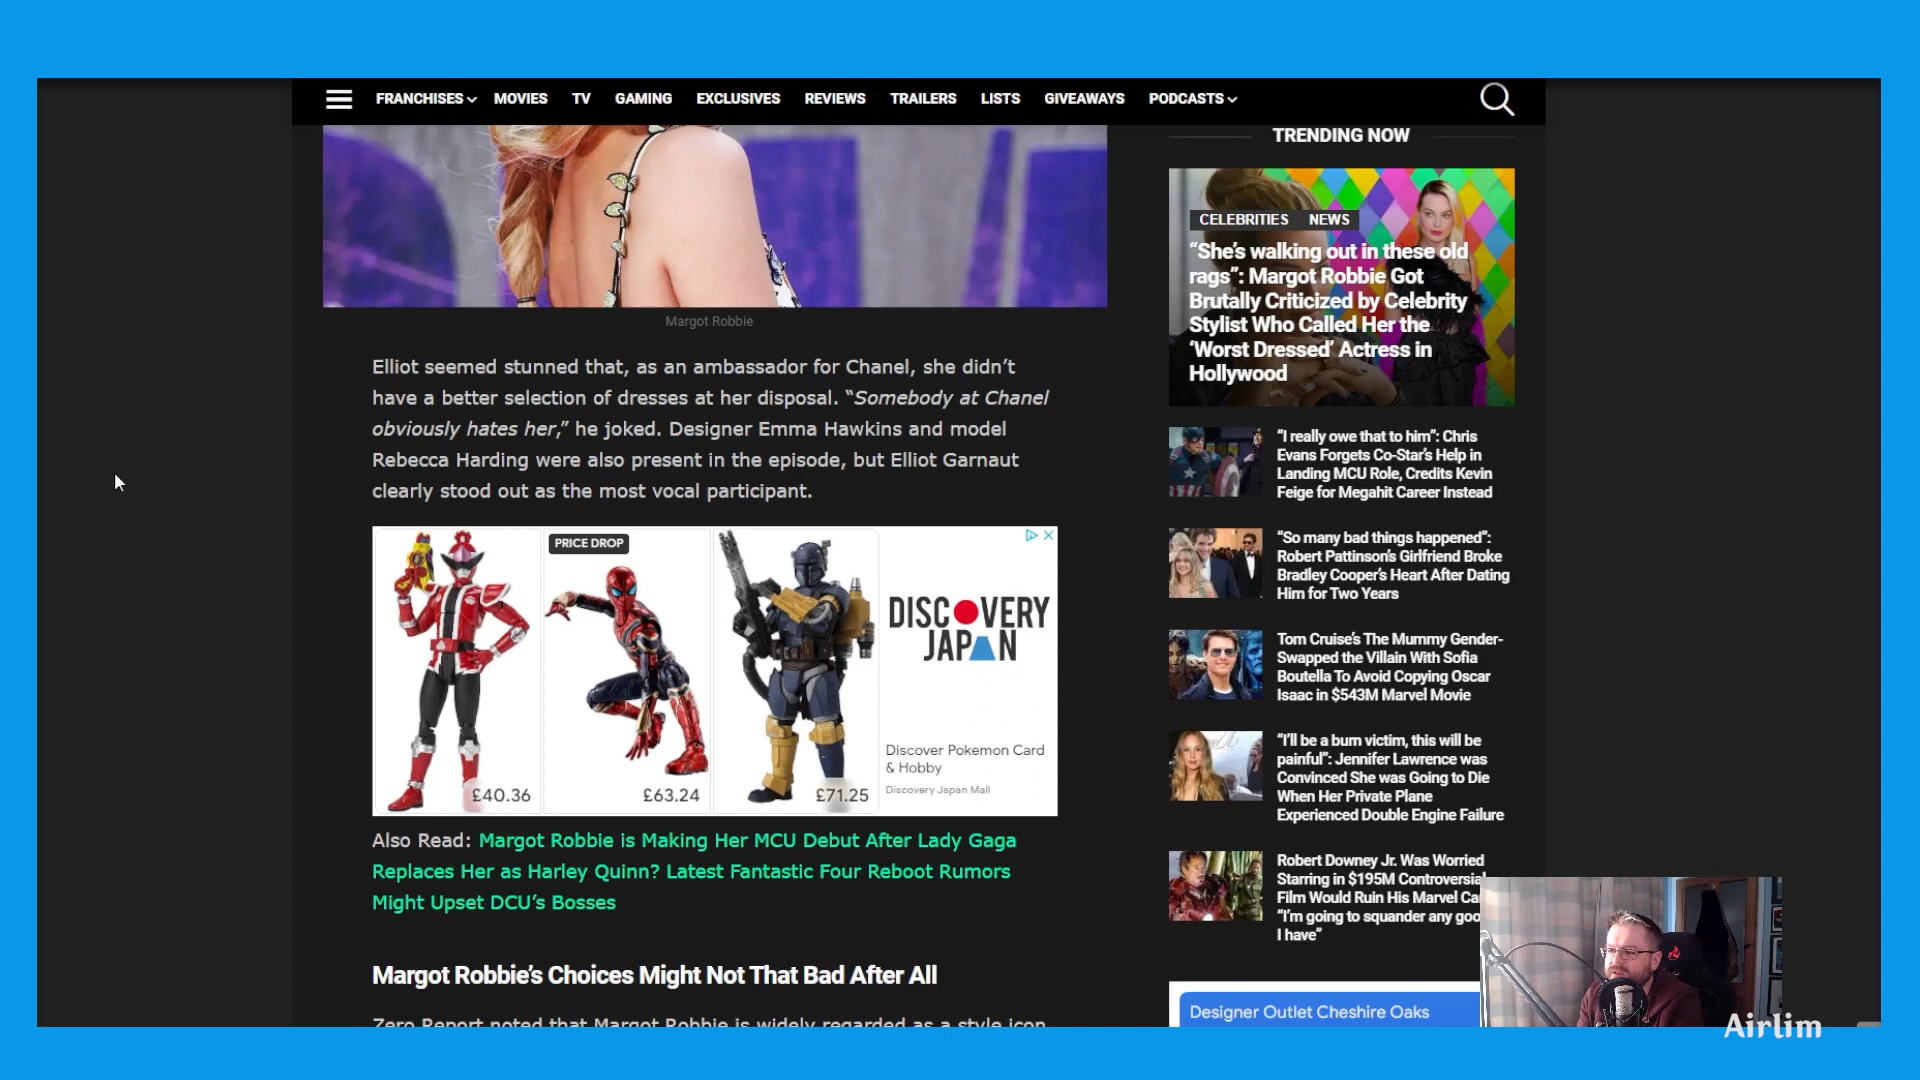 FRANCHISES MOVIES TV GAMING EXCLUSIVES REVIEWS TRAILERS LISTS GIVEAWAYS PODCASTS
Margot Robbie
Elliot seemed stunned that, as an ambassador for Chanel, she didn’t
have a better selection of dresses at her disposal. “Somebody at Chanel
obviously hates her,” he joked. Designer Emma Hawkins and model
Rebecca Harding were also present in the episode, but Elliot Garnaut
clearly stood out as the most vocal participant.
PRICE DROP
£40.36
£63.24
£71.25
DISCOVERY
JAPAN
Discover Pokemon Card
& Hobby
Discovery Japan Mall
Also Read: Margot Robbie is Making Her MCU Debut After Lady Gaga
Replaces Her as Harley Quinn? Latest Fantastic Four Reboot Rumors
Might Upset DCU’s Bosses
Margot Robbie’s Choices Might Not That Bad After All
Zero Report noted that Margot Robbie is widely regarded as a style icon
TRENDING NOW
CELEBRITIES NEWS
“She’s walking out in these old
rags”: Margot Robbie Got
Brutally Criticized by Celebrity
Stylist Who Called Her the
‘Worst Dressed’ Actress in
Hollywood
“I really owe that to him”: Chris
Evans Forgets Co-Star’s Help in
Landing MCU Role, Credits Kevin
Feige for Megahit Career Instead
“So many bad things happened”:
Robert Pattinson’s Girlfriend Broke
Bradley Cooper’s Heart After Dating
Him for Two Years
Tom Cruise’s The Mummy Gender-
Swapped the Villain With Sofia
Boutella To Avoid Copying Oscar
Isaac in $543M Marvel Movie
“I’ll be a burn victim, this will be
painful”: Jennifer Lawrence was
Convinced She was Going to Die
When Her Private Plane
Experienced Double Engine Failure
Robert Downey Jr. Was Worried
Starring in $195M Controversial
Film Would Ruin His Marvel Ca
“I’m going to squander any goo
I have”
Designer Outlet Cheshire Oaks
Airlim